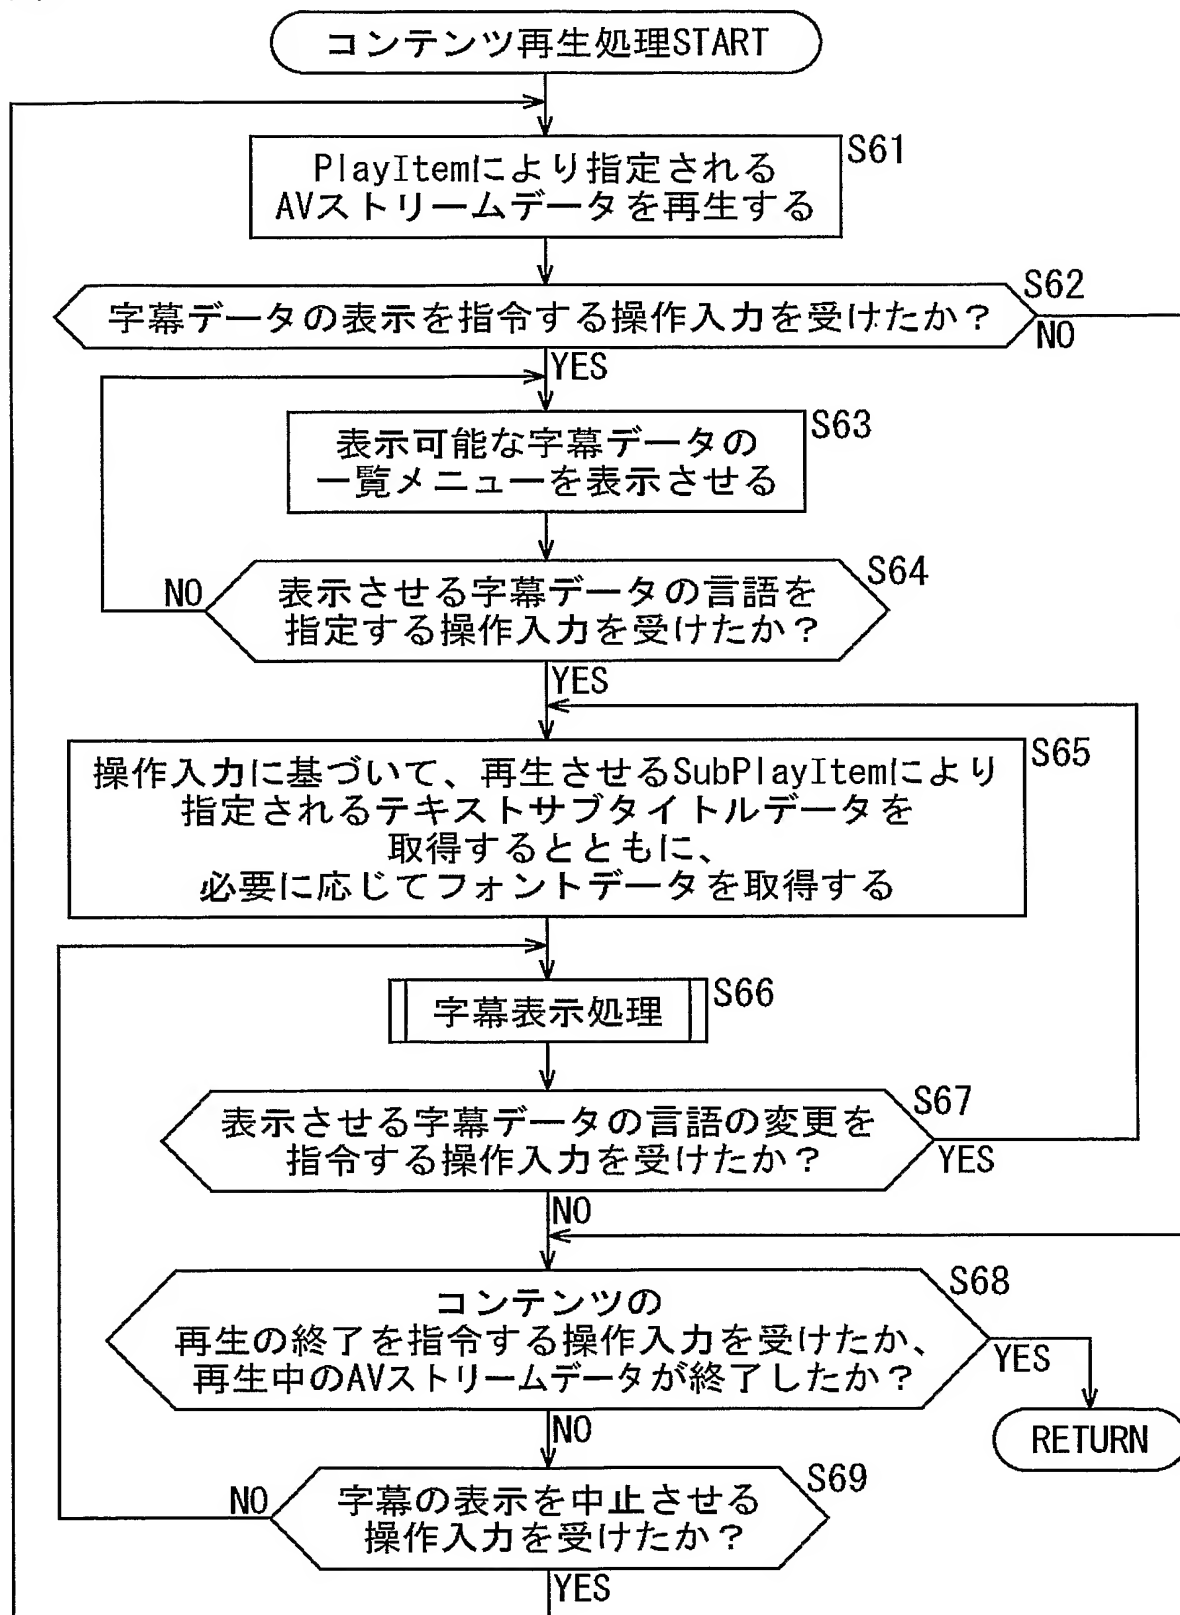 コンテンツ再生処理START
S61
PlayItemにより指定される
AVストリームデータを再生する
S62
字幕データの表示を指令する操作入力を受けたか?
NO
YES
S63
表示可能な字幕データの
一覧メニューを表示させる
S64
NO
表示させる字幕データの言語を
指定する操作入力を受けたか?
YES
S65
操作入力に基づいて、再生させるSubPlayItemにより
指定されるテキストサブタイトルデータを
取得するとともに、
必要に応じてフォントデータを取得する
S66
字幕表示処理
S67
表示させる字幕データの言語の変更を
指令する操作入力を受けたか?
YES
NO
S68
コンテンツの
再生の終了を指令する操作入力を受けたか、
再生中のAVストリームデータが終了したか?
YES
NO
RETURN
S69
NO
字幕の表示を中止させる
操作入力を受けたか?
YES